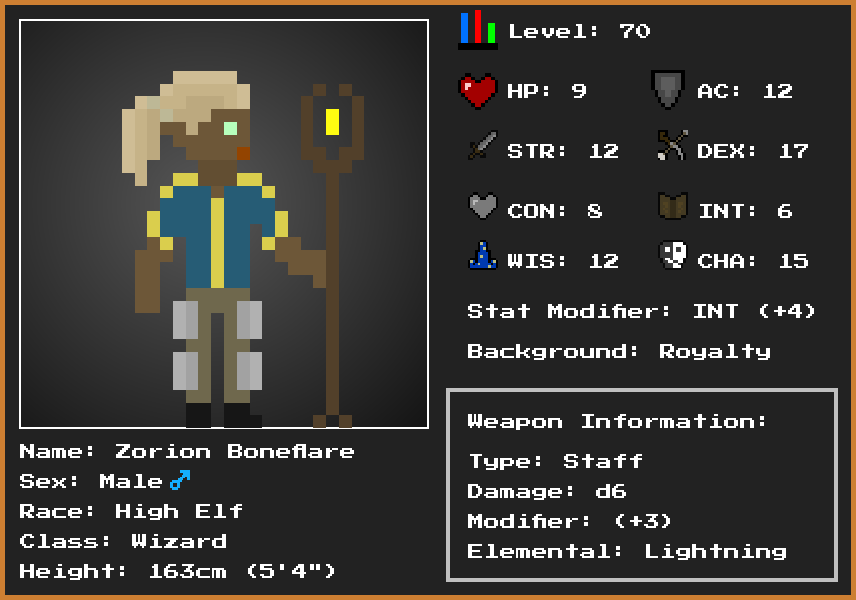 Level: 70
HP: 9 AC: 12
STR: 12 DEX: 17
CON: 8 INT: 6
WIS: 12 CHA: 15
Stat Modifier: INT (+4)
Background: Royalty
Weapon Information:
Type: Staff
Damage: d6
Modifier: (+3)
Elemental: Lightning
Name: Zorion Boneflare
Sex: Male ♂
Race: High Elf
Class: Wizard
Height: 163cm (5'4")